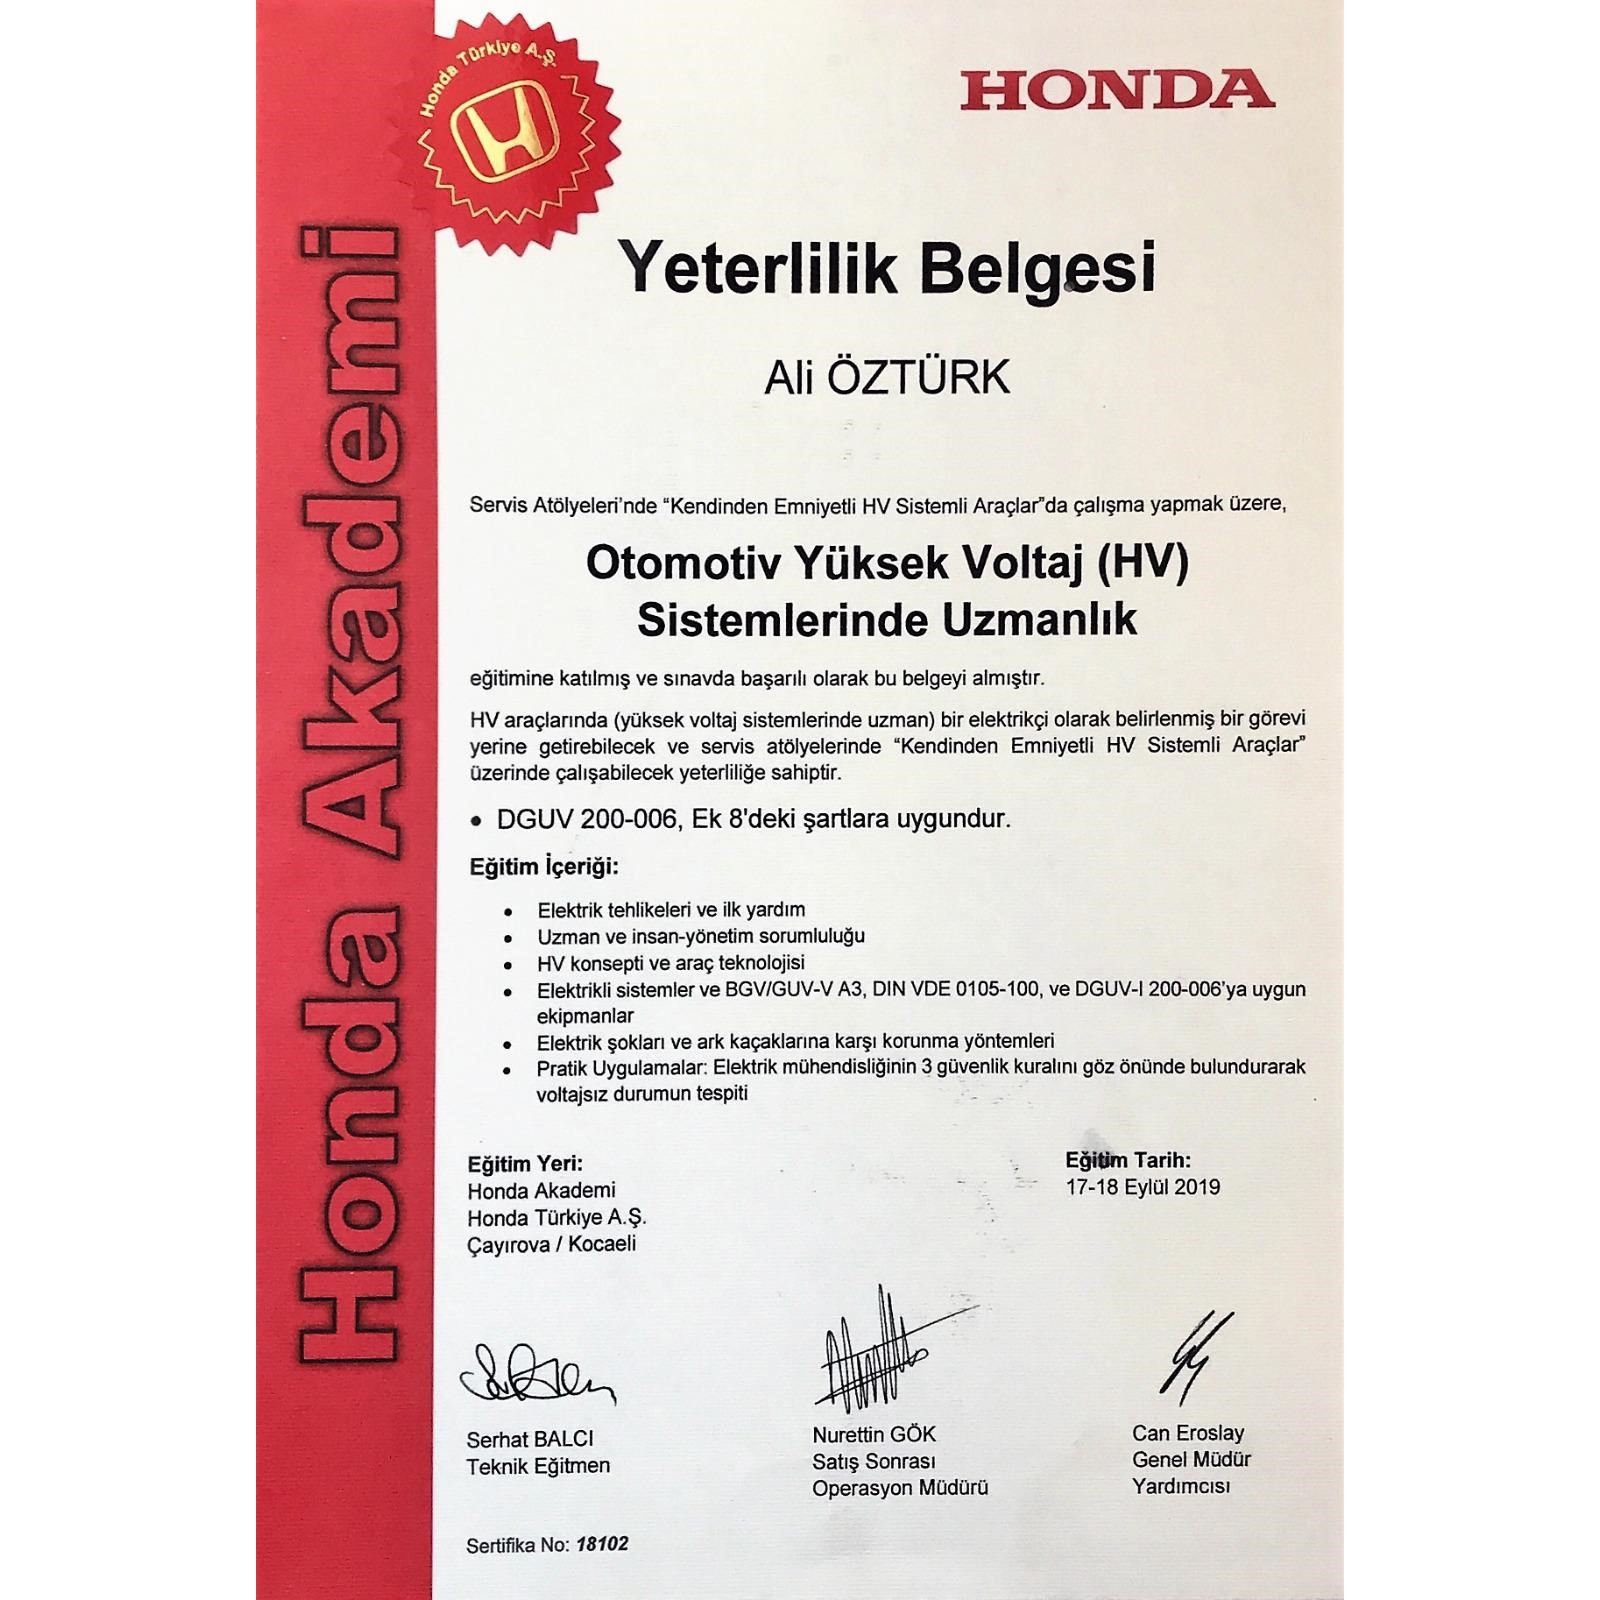 Honda Türkiye A.Ş.
HONDA
Honda Akademi
Yeterlilik Belgesi
Ali ÖZTÜRK
Servis Atölyeleri'nde “Kendinden Emniyetli HV Sistemli Araçlar”da çalışma yapmak üzere,
Otomotiv Yüksek Voltaj (HV)
Sistemlerinde Uzmanlık
eğitimine katılmış ve sınavda başarılı olarak bu belgeyi almıştır.
HV araçlarında (yüksek voltaj sistemlerinde uzman) bir elektrikçi olarak belirlenmiş bir görevi
yerine getirebilecek ve servis atölyelerinde “Kendinden Emniyetli HV Sistemli Araçlar”
üzerinde çalışabilecek yeterliliğe sahiptir.
• DGUV 200-006, Ek 8'deki şartlara uygundur.
Eğitim İçeriği:
• Elektrik tehlikeleri ve ilk yardım
• Uzman ve insan-yönetim sorumluluğu
• HV konsepti ve araç teknolojisi
• Elektrikli sistemler ve BGV/GUV-V A3, DIN VDE 0105-100, ve DGUV-I 200-006'ya uygun
ekipmanlar
• Elektrik şokları ve ark kaçaklarına karşı korunma yöntemleri
• Pratik Uygulamalar: Elektrik mühendisliğinin 3 güvenlik kuralını göz önünde bulundurarak
voltajsız durumun tespiti
Eğitim Yeri:
Honda Akademi
Honda Türkiye A.Ş.
Çayırova / Kocaeli
Eğitim Tarih:
17-18 Eylül 2019
Serhat BALCI
Teknik Eğitmen
Nurettin GÖK
Satış Sonrası
Operasyon Müdürü
Can Eroslay
Genel Müdür
Yardımcısı
Sertifika No: 18102